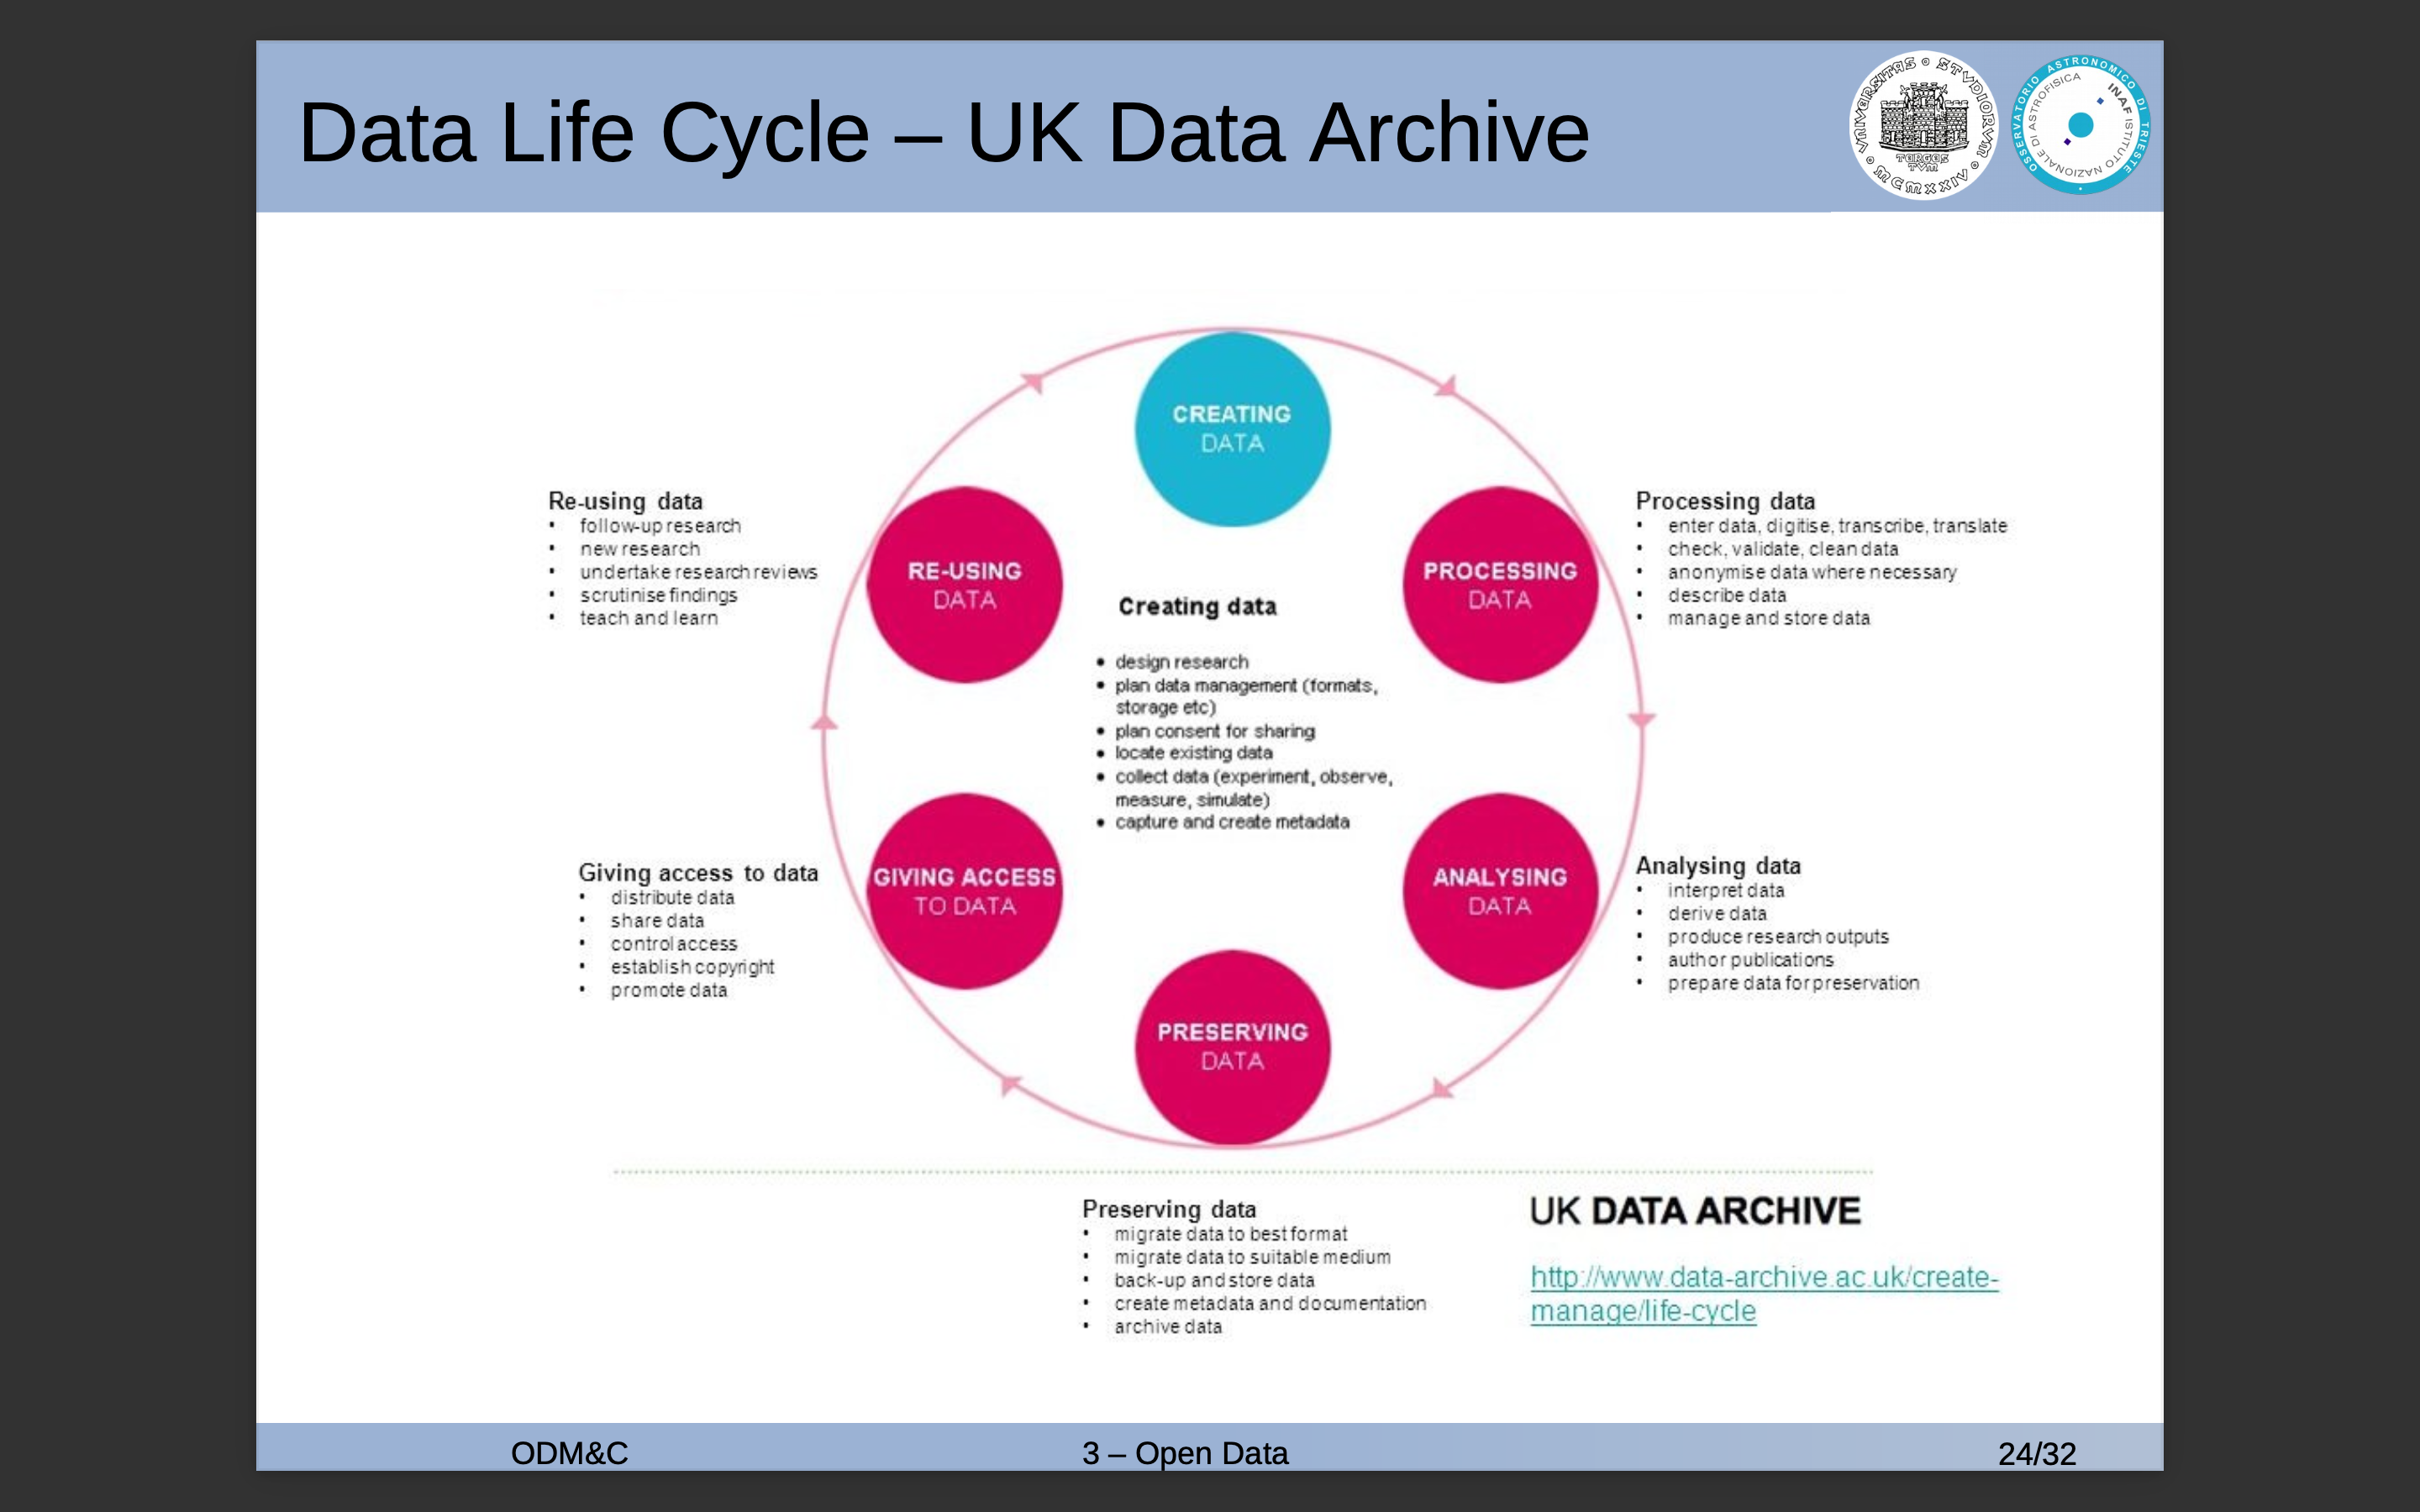 Data Life Cycle – UK Data Archive
VNIVERSITAS STVDIORVM
TERGES
TVM
MCMXXIV
OSSERVATORIO ASTRONOMICO DI TRIESTE
INAF ISTITUTO NAZIONALE DI ASTROFISICA
CREATING
DATA
Re-using data
• follow-up research
• new research
• undertake research reviews
• scrutinise findings
• teach and learn
RE-USING
DATA
PROCESSING
DATA
Processing data
• enter data, digitise, transcribe, translate
• check, validate, clean data
• anonymise data where necessary
• describe data
• manage and store data
Creating data
• design research
• plan data management (formats,
storage etc)
• plan consent for sharing
• locate existing data
• collect data (experiment, observe,
measure, simulate)
• capture and create metadata
Giving access to data
• distribute data
• share data
• control access
• establish copyright
• promote data
GIVING ACCESS
TO DATA
ANALYSING
DATA
Analysing data
• interpret data
• derive data
• produce research outputs
• author publications
• prepare data for preservation
PRESERVING
DATA
Preserving data
• migrate data to best format
• migrate data to suitable medium
• back-up and store data
• create metadata and documentation
• archive data
UK DATA ARCHIVE
http://www.data-archive.ac.uk/create-
manage/life-cycle
ODM&C
3 – Open Data
24/32